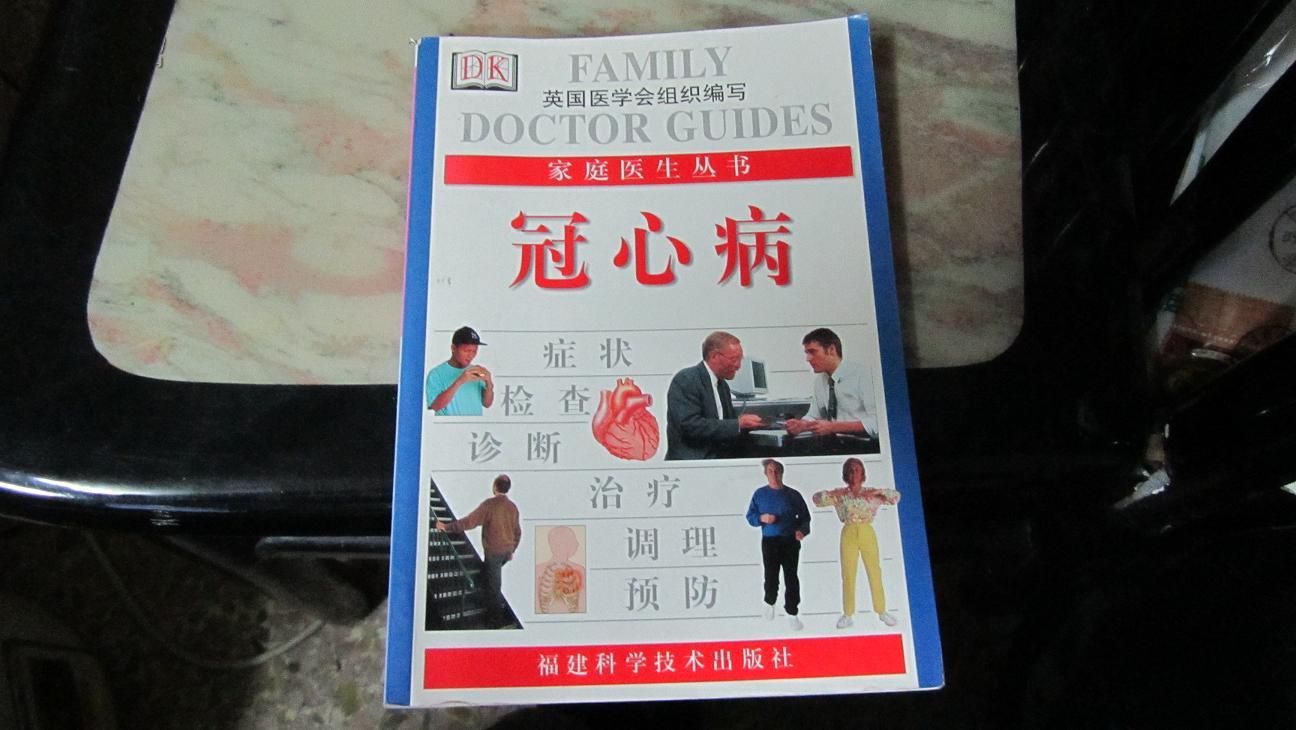 DK
FAMILY
英国医学会组织编写
DOCTOR GUIDES
家庭医生丛书
冠心病
症状
检查
诊断
治疗
调理
预防
福建科学技术出版社